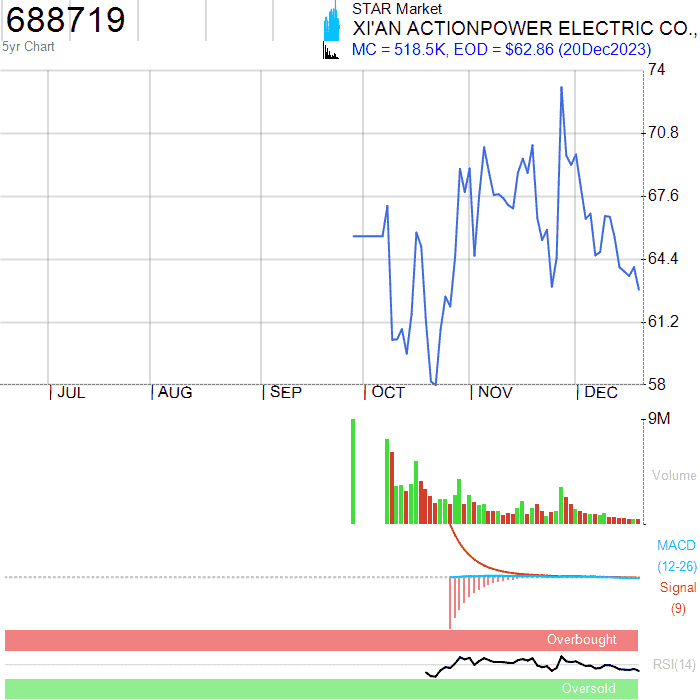 688719
5yr Chart
STAR Market
XI'AN ACTIONPOWER ELECTRIC CO.,
MC = 518.5K, EOD = $62.86 (20Dec2023)
74
70.8
67.6
64.4
61.2
58
JUL AUG SEP OCT NOV DEC
9M
Volume
MACD
(12-26)
Signal
(9)
Overbought
RSI(14)
Oversold